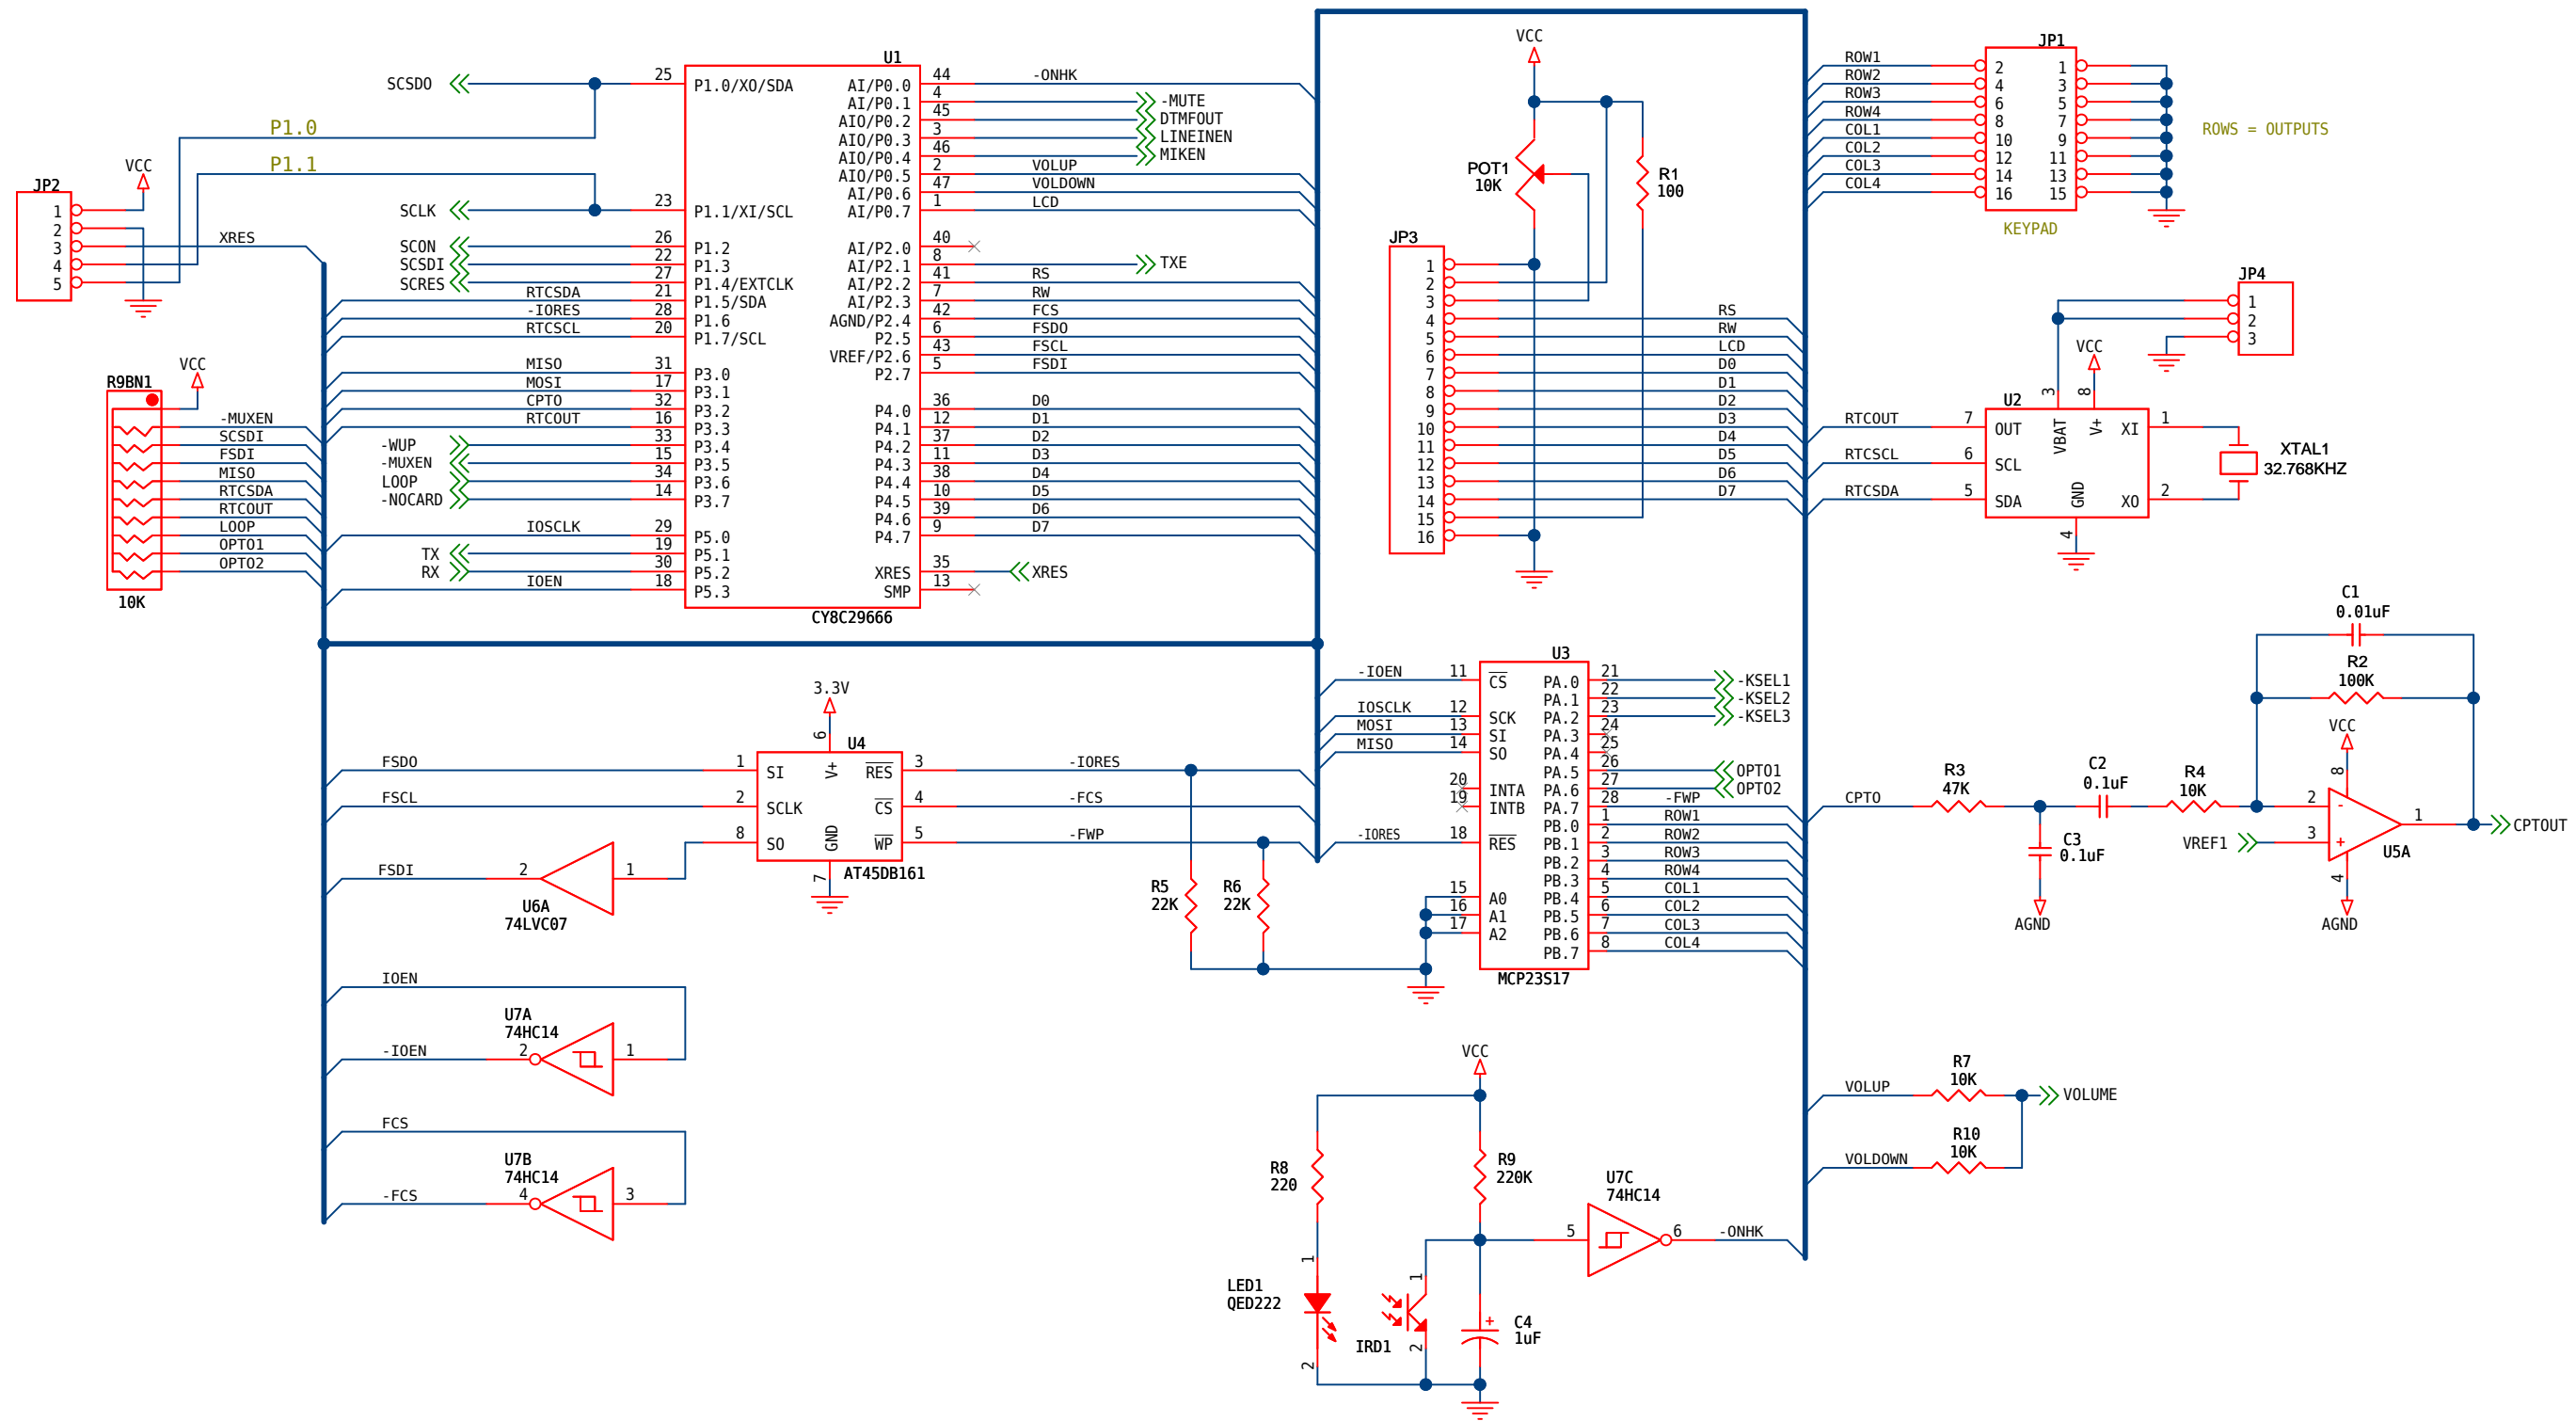 U1
CY8C29666
SCSDO
25
P1.0/XO/SDA
P1.0
P1.1
SCLK
23
P1.1/XI/SCL
SCON
26
P1.2
SCSDI
22
P1.3
SCRES
27
P1.4/EXTCLK
RTCSDA
21
P1.5/SDA
-IORES
28
P1.6
RTCSCL
20
P1.7/SCL
MISO
31
P3.0
MOSI
17
P3.1
CPTO
32
P3.2
RTCOUT
16
P3.3
-WUP
33
P3.4
-MUXEN
15
P3.5
LOOP
34
P3.6
-NOCARD
14
P3.7
IOSCLK
29
P5.0
TX
19
P5.1
RX
30
P5.2
IOEN
18
P5.3
AI/P0.0
44
-ONHK
AI/P0.1
4
-MUTE
AIO/P0.2
45
DTMFOUT
AIO/P0.3
3
LINEINEN
AIO/P0.4
46
MIKEN
AIO/P0.5
2
VOLUP
AI/P0.6
47
VOLDOWN
AI/P0.7
1
LCD
AI/P2.0
40
AI/P2.1
8
TXE
AI/P2.2
41
RS
AI/P2.3
7
RW
AGND/P2.4
42
FCS
P2.5
6
FSDO
VREF/P2.6
43
FSCL
P2.7
5
FSDI
P4.0
36
D0
P4.1
12
D1
P4.2
37
D2
P4.3
11
D3
P4.4
38
D4
P4.5
10
D5
P4.6
39
D6
P4.7
9
D7
XRES
35
XRES
SMP
13
JP2
VCC
1
2
3
4
5
XRES
R9BN1
VCC
-MUXEN
SCSDI
FSDI
MISO
RTCSDA
RTCOUT
LOOP
OPTO1
OPTO2
10K
VCC
POT1
10K
R1
100
JP3
1
2
3
4
5
6
7
8
9
10
11
12
13
14
15
16
RS
RW
LCD
D0
D1
D2
D3
D4
D5
D6
D7
JP1
ROW1
ROW2
ROW3
ROW4
COL1
COL2
COL3
COL4
2 1
4 3
6 5
8 7
10 9
12 11
14 13
16 15
KEYPAD
ROWS = OUTPUTS
JP4
1
2
3
VCC
U2
3
8
RTCOUT
7
OUT
RTCSCL
6
SCL
RTCSDA
5
SDA
VBAT
V+
GND
4
XI
1
XO
2
XTAL1
32.768KHZ
3.3V
6
U4
AT45DB161
FSDO
1
SI
FSCL
2
SCLK
8
SO
V+
GND
7
RES
3
-IORES
CS
4
-FCS
WP
5
-FWP
FSDI
2
1
U6A
74LVC07
R5
22K
R6
22K
IOEN
U7A
74HC14
-IOEN
2
1
FCS
U7B
74HC14
-FCS
4
3
U3
MCP23S17
-IOEN
11
CS
IOSCLK
12
SCK
MOSI
13
SI
MISO
14
SO
20
INTA
19
INTB
-IORES
18
RES
15
A0
16
A1
17
A2
PA.0
21
-KSEL1
PA.1
22
-KSEL2
PA.2
23
-KSEL3
PA.3
24
PA.4
25
PA.5
26
OPTO1
PA.6
27
OPTO2
PA.7
28
-FWP
PB.0
1
ROW1
PB.1
2
ROW2
PB.2
3
ROW3
PB.3
4
ROW4
PB.4
5
COL1
PB.5
6
COL2
PB.6
7
COL3
PB.7
8
COL4
C1
0.01uF
R2
100K
VCC
8
CPTO
R3
47K
C2
0.1uF
R4
10K
C3
0.1uF
AGND
2
-
VREF1
3
+
1
CPTOUT
U5A
4
AGND
VOLUP
R7
10K
VOLUME
VOLDOWN
R10
10K
VCC
R8
220
R9
220K
U7C
74HC14
5
6
-ONHK
LED1
QED222
1
2
IRD1
1
2
C4
1uF
+